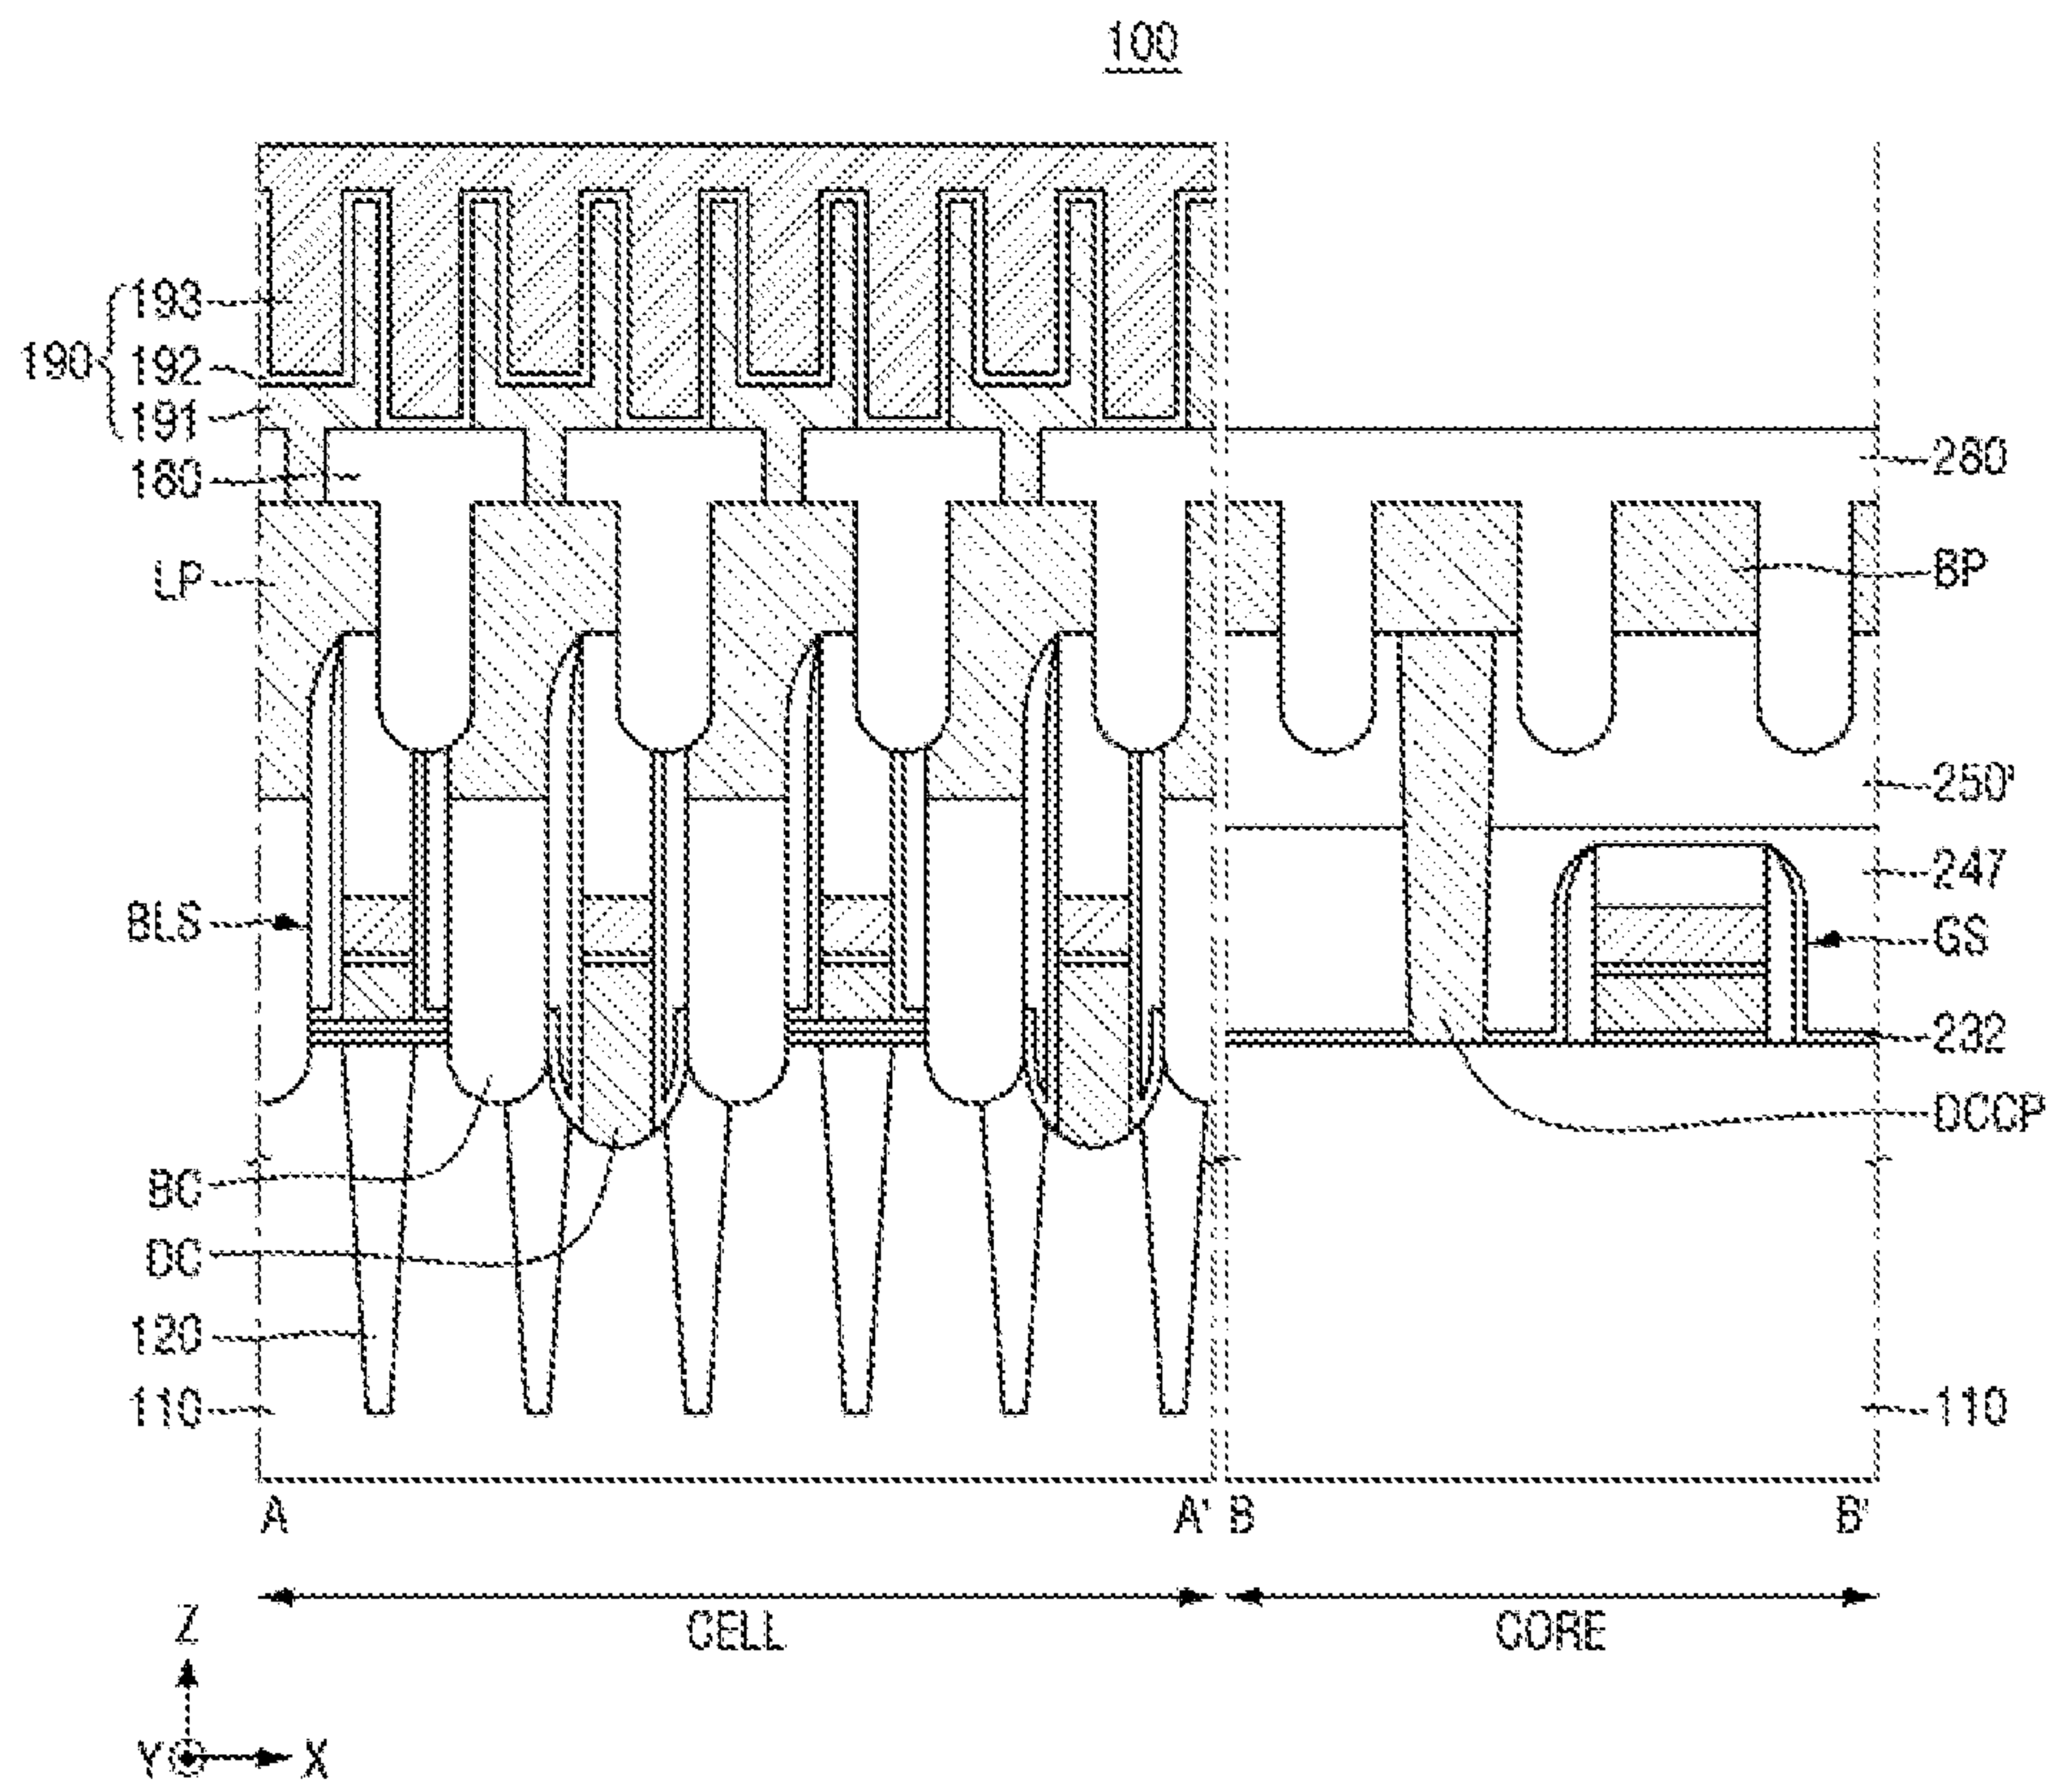 100
193
190
192
191
180
280
LP
BP
250'
247
BLS
GS
232
DCCP
BC
DC
120
110
110
A
A'
B
B'
CELL
CORE
Z
Y
X